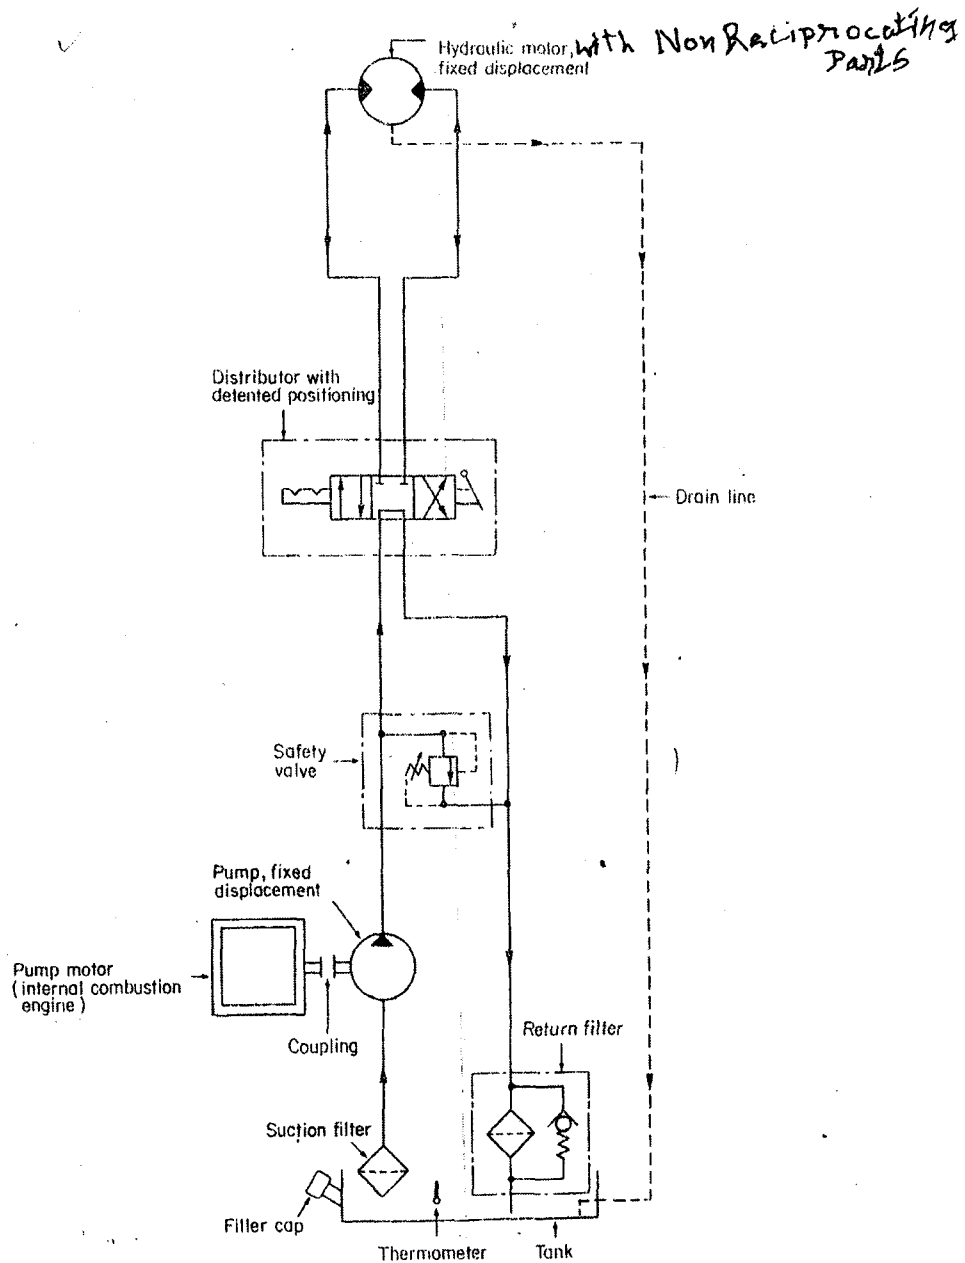 Hydraulic motor, with Non Reciprocating
fixed displacement Parts
Distributor with
detented positioning
Drain line
Safety
valve
Pump, fixed
displacement
Pump motor
(internal combustion
engine)
Coupling
Return filter
Suction filter
Filler cap
Thermometer
Tank